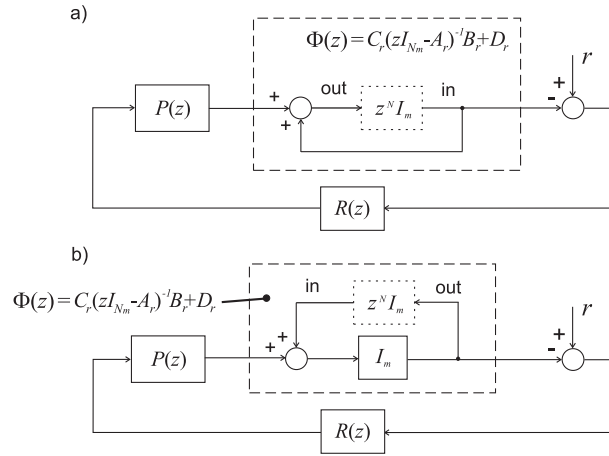 a)
Φ(z)=C_r(zI_{Nm}-A_r)^{-1}B_r+D_r
r
+
out
in
+
P(z)
+
z^N I_m
-
R(z)
b)
in
out
Φ(z)=C_r(zI_{Nm}-A_r)^{-1}B_r+D_r
z^N I_m
r
+
+
P(z)
+
I_m
-
R(z)